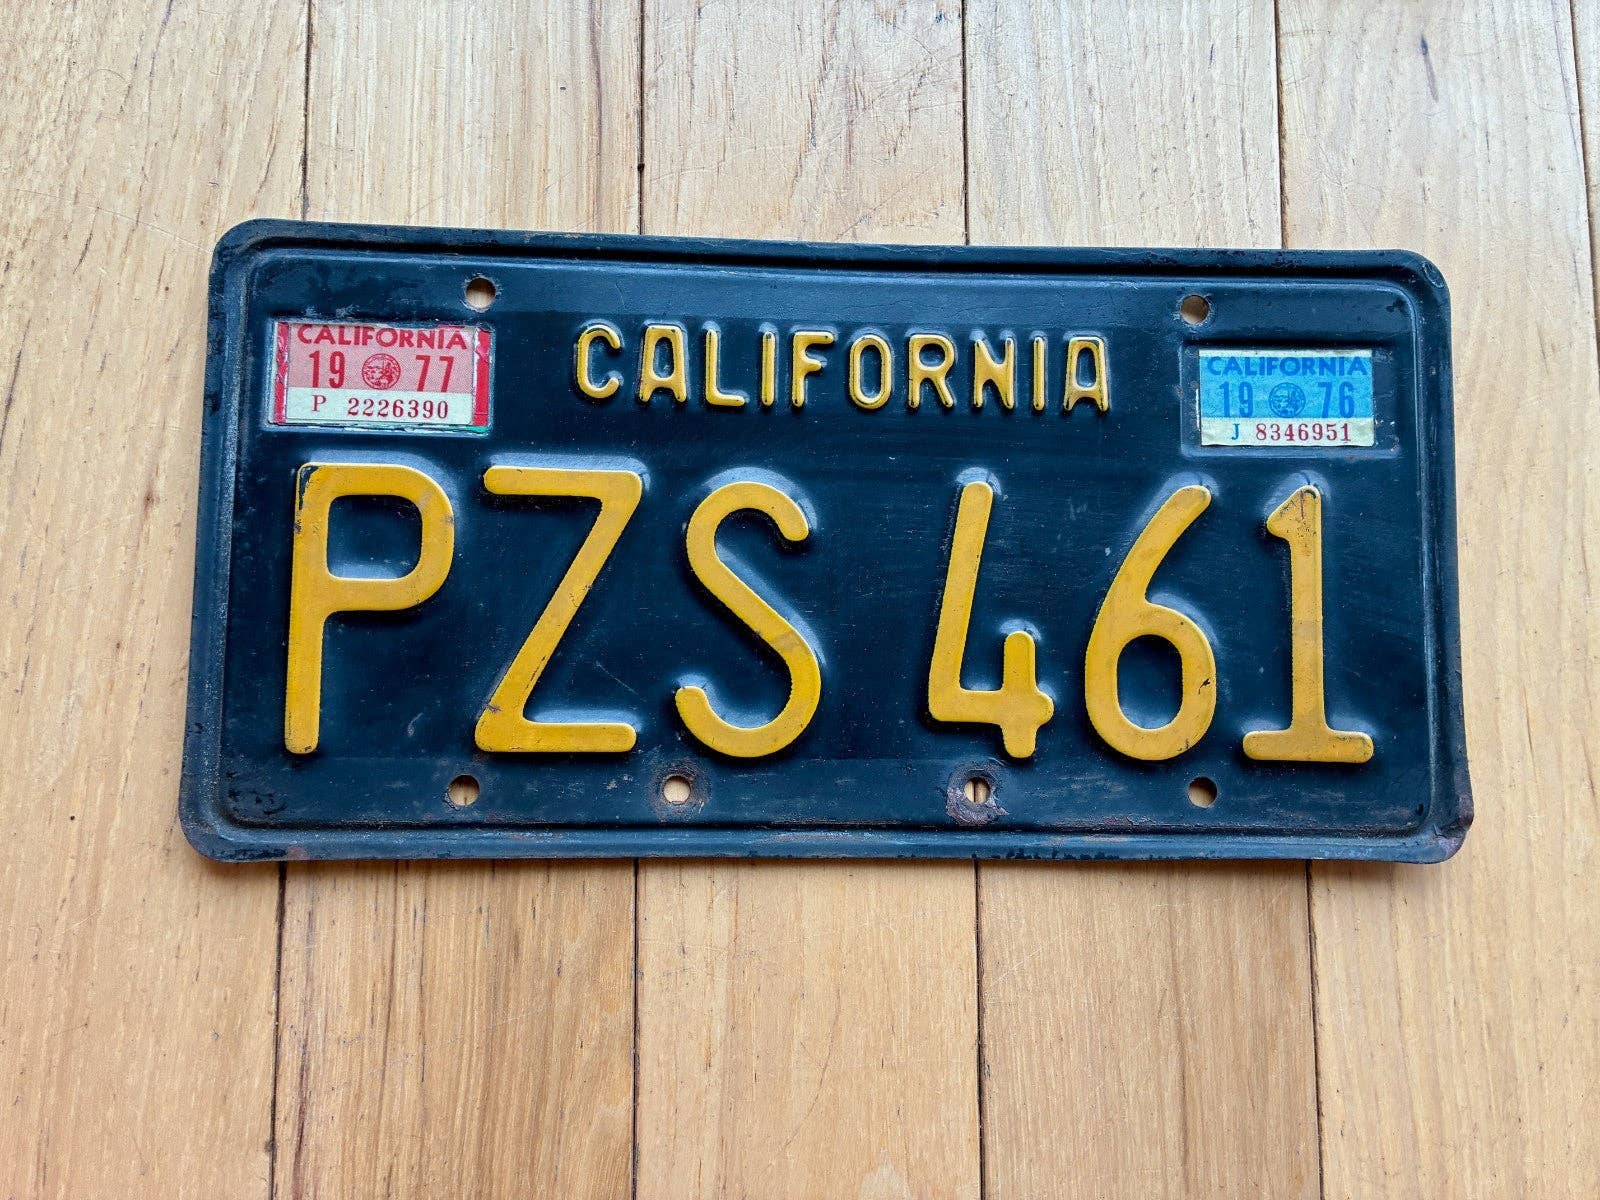 CALIFORNIA
19 77
P 2226390
CALIFORNIA
CALIFORNIA
19 76
J 8346951
PZS 461